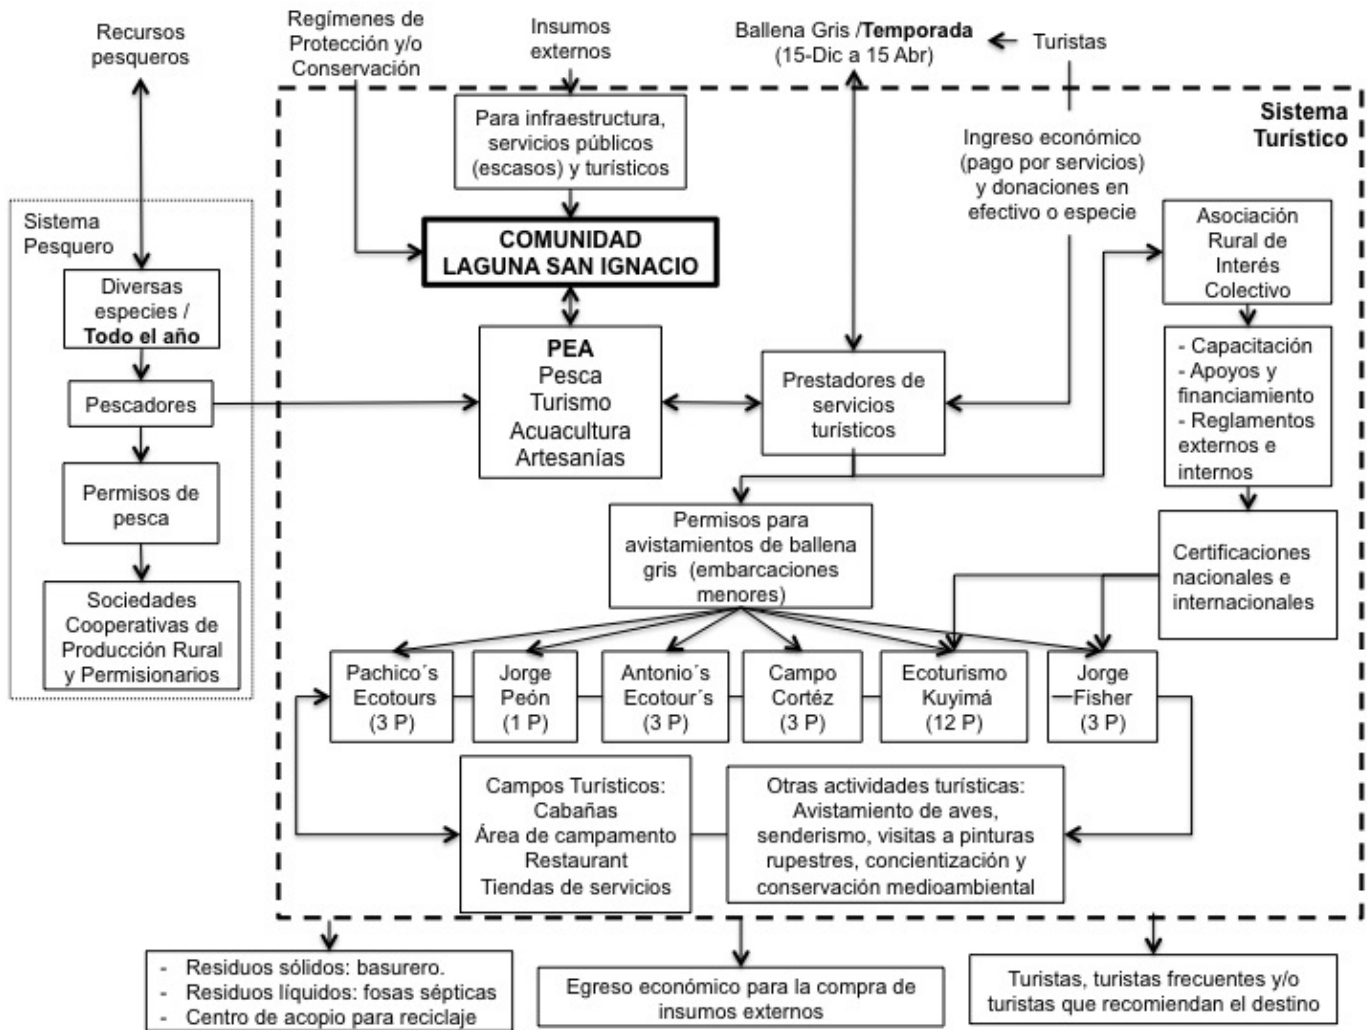 Recursos
pesqueros
Regímenes de
Protección y/o
Conservación
Insumos
externos
Ballena Gris /Temporada
(15-Dic a 15 Abr)
Turistas
Sistema
Turístico
Para infraestructura,
servicios públicos
(escasos) y turísticos
Ingreso económico
(pago por servicios)
y donaciones en
efectivo o especie
Sistema
Pesquero
COMUNIDAD
LAGUNA SAN IGNACIO
Asociación
Rural de
Interés
Colectivo
Diversas
especies /
Todo el año
PEA
Pesca
Turismo
Acuacultura
Artesanías
Prestadores de
servicios
turísticos
- Capacitación
- Apoyos y
financiamiento
- Reglamentos
externos e
internos
Pescadores
Permisos de
pesca
Permisos para
avistamientos de ballena
gris (embarcaciones
menores)
Certificaciones
nacionales e
internacionales
Sociedades
Cooperativas de
Producción Rural
y Permisionarios
Pachico´s
Ecotours
(3 P)
Jorge
Peón
(1 P)
Antonio's
Ecotour´s
(3 P)
Campo
Cortéz
(3 P)
Ecoturismo
Kuyimá
(12 P)
Jorge
Fisher
(3 P)
Campos Turísticos:
Cabañas
Área de campamento
Restaurant
Tiendas de servicios
Otras actividades turísticas:
Avistamiento de aves,
senderismo, visitas a pinturas
rupestres, concientización y
conservación medioambiental
- Residuos sólidos: basurero.
- Residuos líquidos: fosas sépticas
- Centro de acopio para reciclaje
Egreso económico para la compra de
insumos externos
Turistas, turistas frecuentes y/o
turistas que recomiendan el destino